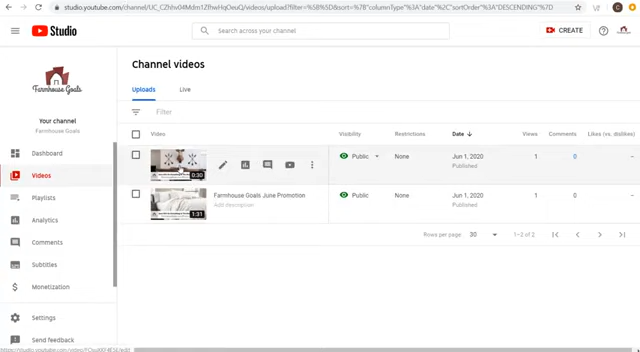 studio.youtube.com/channel/UC_CZhhv04Mdm1ZfhwHqOesQ/videos/upload?filter=%5B%5D&sort=%7B"columnType"%3A"date"%2C"sortOrder"%3A"DESCENDING"%7D
Studio
Search across your channel
CREATE
Farmhouse Goals
Channel videos
Uploads
Live
Filter
Your channel
Farmhouse Goals
Video
Visibility
Restrictions
Date
Views
Comments
Likes (vs. dislikes)
Dashboard
0:30
Public
None
Jun 1, 2020
Published
1
0
–
Videos
Playlists
1:31
Farmhouse Goals June Promotion
Add description
Public
None
Jun 1, 2020
Published
1
0
–
Analytics
Rows per page:
30
1–2 of 2
Comments
Subtitles
Monetization
Settings
Send feedback